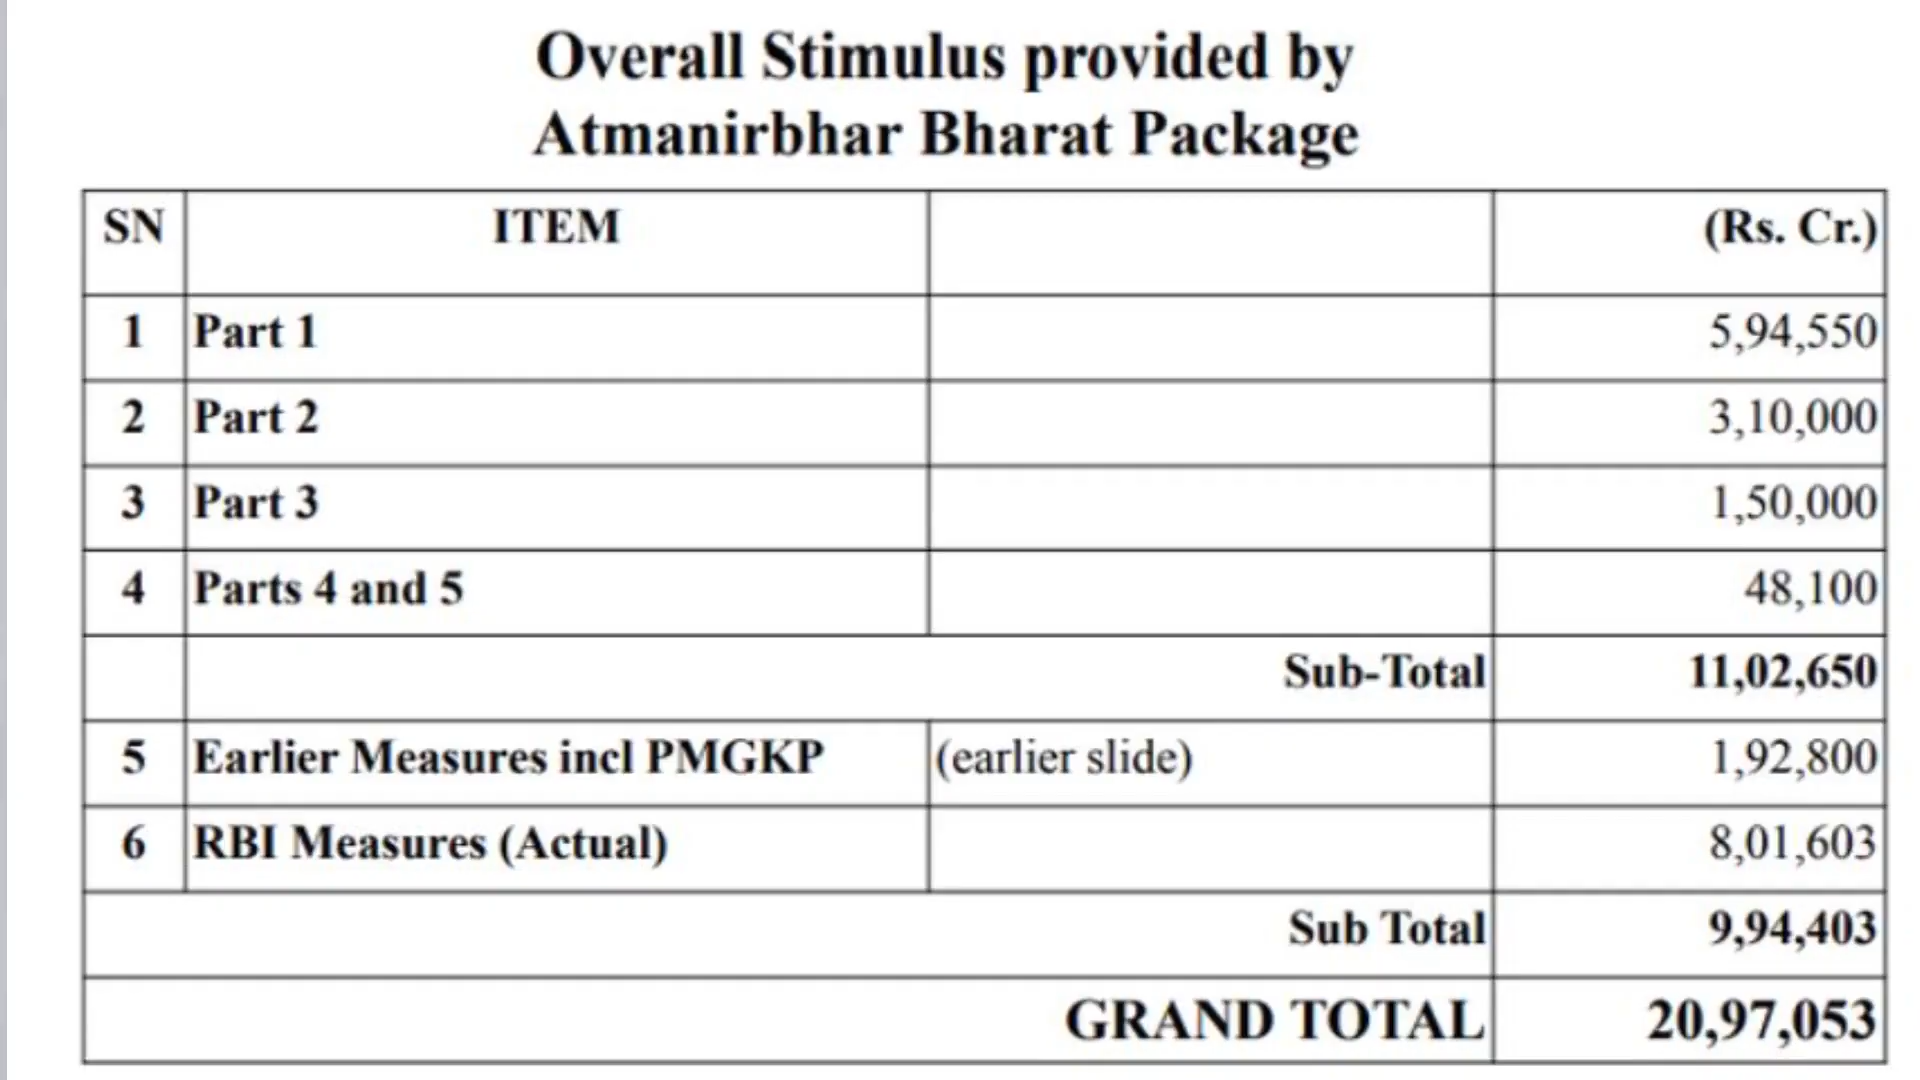 Overall Stimulus provided by
Atmanirbhar Bharat Package
SN ITEM (Rs. Cr.)
1 Part 1 5,94,550
2 Part 2 3,10,000
3 Part 3 1,50,000
4 Parts 4 and 5 48,100
Sub-Total 11,02,650
5 Earlier Measures incl PMGKP (earlier slide) 1,92,800
6 RBI Measures (Actual) 8,01,603
Sub Total 9,94,403
GRAND TOTAL 20,97,053